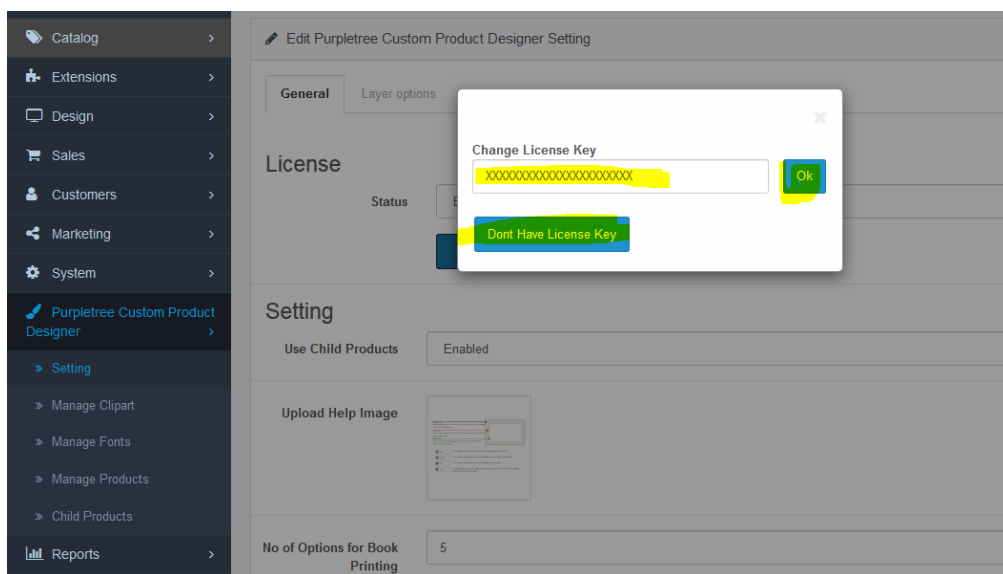 Catalog
Extensions
Design
Sales
Customers
Marketing
System
Purpletree Custom Product
Designer
Setting
Manage Clipart
Manage Fonts
Manage Products
Child Products
Reports
Edit Purpletree Custom Product Designer Setting
General
Layer options
License
Status
Change License Key
XXXXXXXXXXXXXXXXXXXXXX
Ok
Dont Have License Key
Setting
Use Child Products
Enabled
Upload Help Image
No of Options for Book
Printing
5